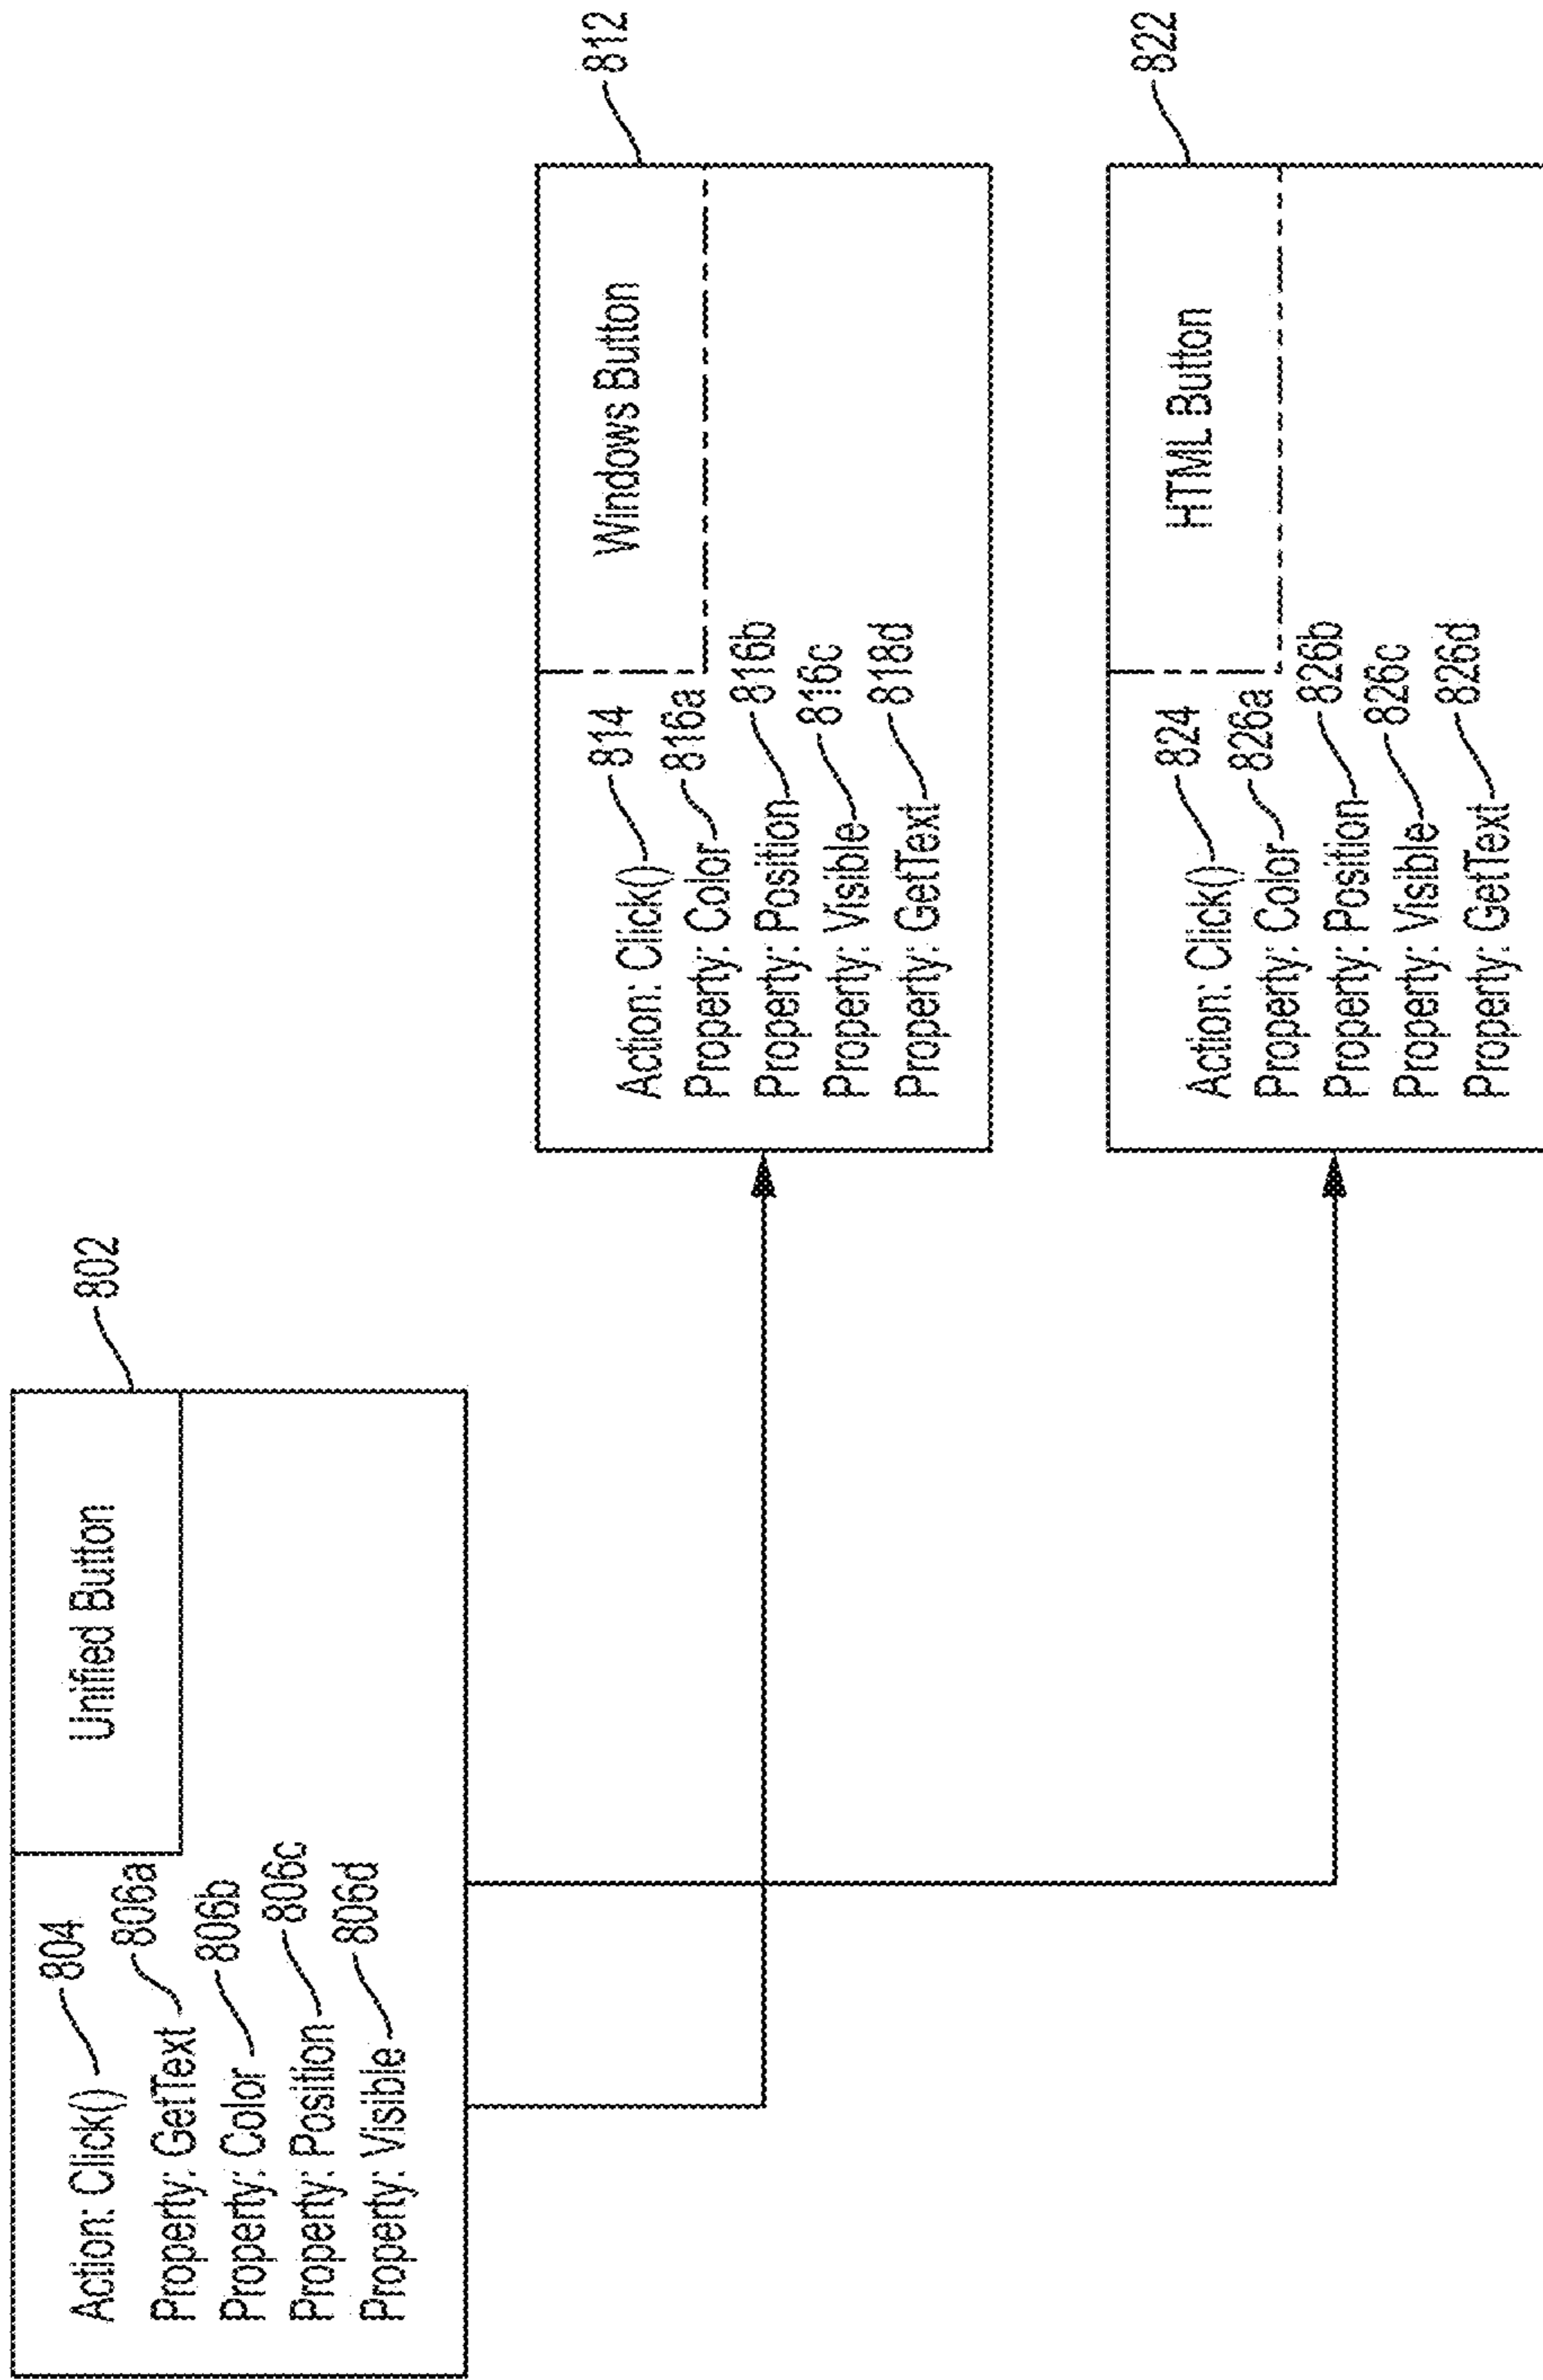 802
Unified Button
Action: Click() 804
Property: GetText 806a
Property: Color 806b
Property: Position 806c
Property: Visible 806d
812
Windows Button
Action: Click() 814
Property: Color 816a
Property: Position 816b
Property: Visible 816c
Property: GetText 818d
822
HTML Button
Action: Click() 824
Property: Color 826a
Property: Position 826b
Property: Visible 826c
Property: GetText 826d